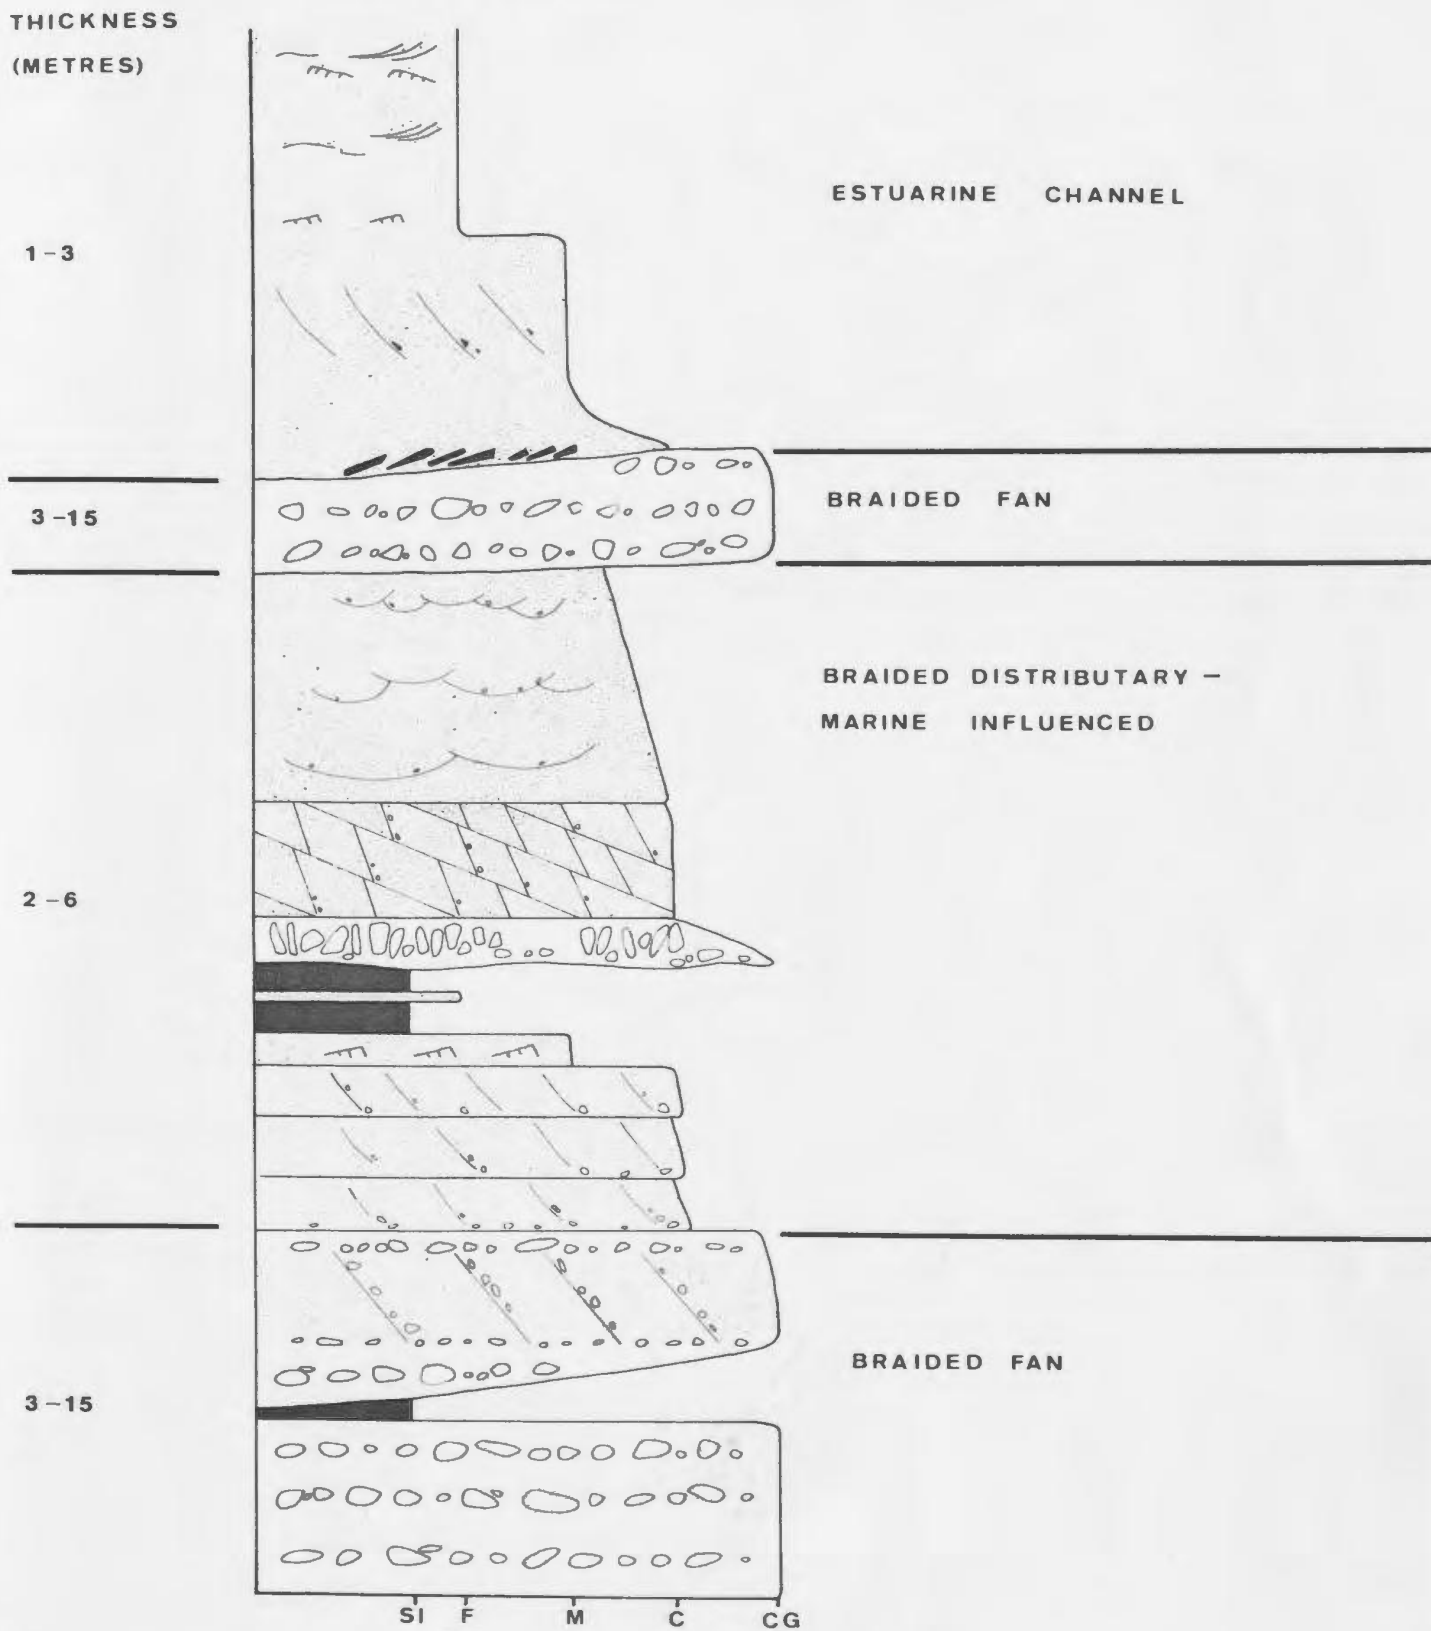 THICKNESS
(METRES)
ESTUARINE CHANNEL
1-3
BRAIDED FAN
3-15
BRAIDED DISTRIBUTARY -
MARINE INFLUENCED
2-6
BRAIDED FAN
3-15
SI F M C CG